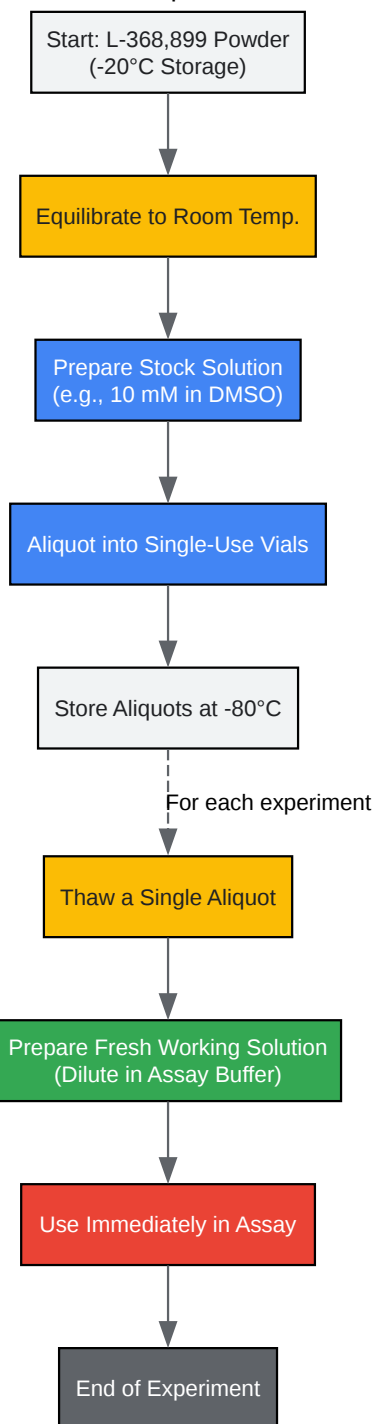 Start: L-368,899 Powder
(-20°C Storage)
Equilibrate to Room Temp.
Prepare Stock Solution
(e.g., 10 mM in DMSO)
Aliquot into Single-Use Vials
Store Aliquots at -80°C
For each experiment
Thaw a Single Aliquot
Prepare Fresh Working Solution
(Dilute in Assay Buffer)
Use Immediately in Assay
End of Experiment